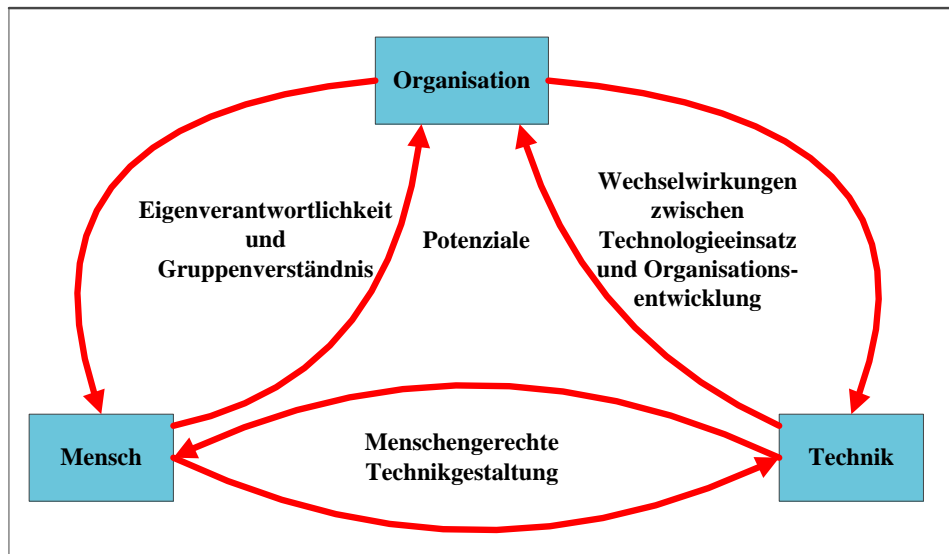 Organisation
Eigenverantwortlichkeit
und
Gruppenverständnis
Potenziale
Wechselwirkungen
zwischen
Technologieeinsatz
und Organisations-
entwicklung
Mensch
Menschengerechte
Technikgestaltung
Technik